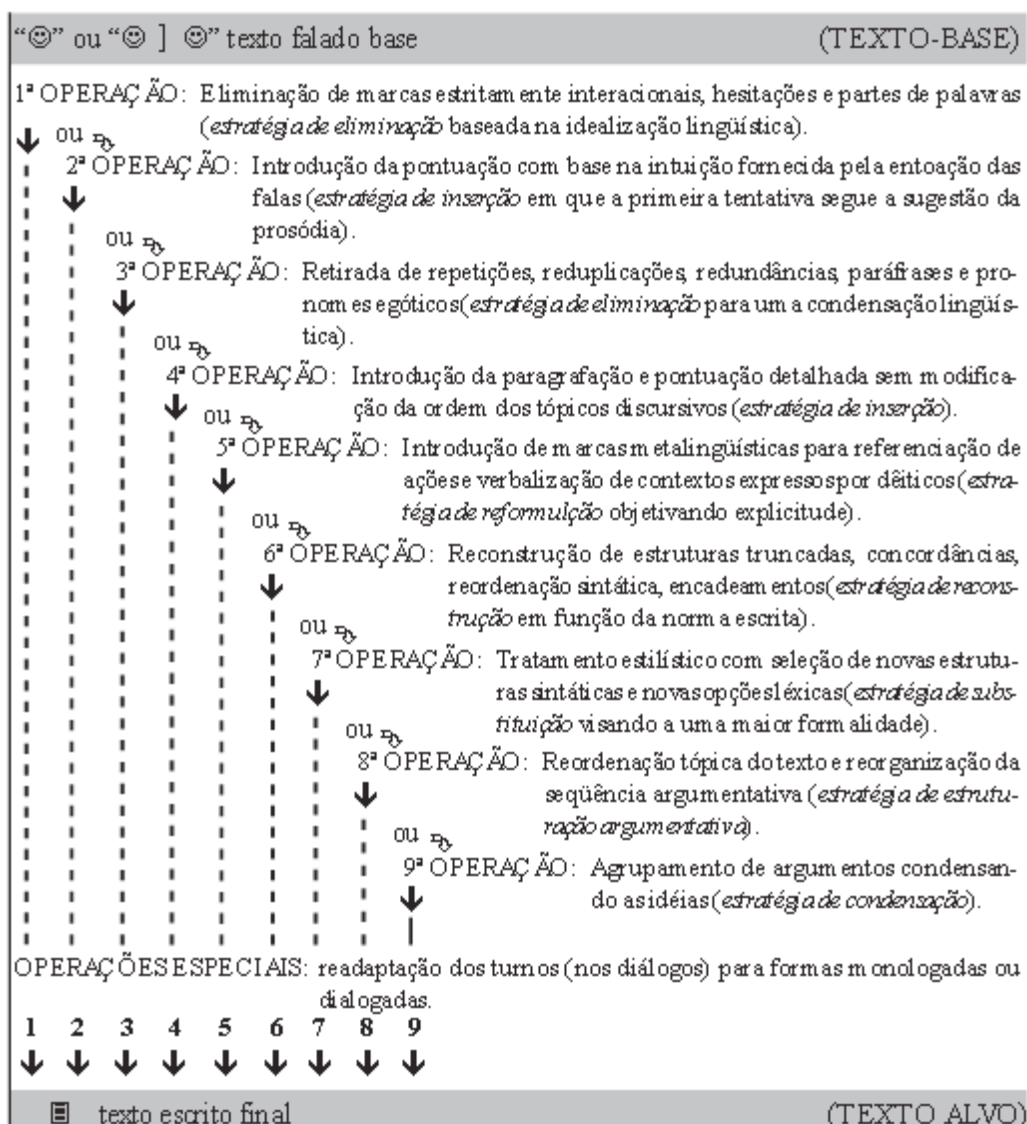 “☺” ou “☺ ] ☺” texto falado base (TEXTO-BASE)
1ª OPERAÇÃO: Eliminação de marcas estritamente interacionais, hesitações e partes de palavras
ou (estratégia de eliminação baseada na idealização lingüística).
2ª OPERAÇÃO: Introdução da pontuação com base na intuição fornecida pela entoação das
falas (estratégia de inserção em que a primeira tentativa segue a sugestão da
ou prosódia).
3ª OPERAÇÃO: Retirada de repetições, reduplicações, redundâncias, paráfrases e pro-
nomes egóticos (estratégia de eliminação para uma condensação lingüís-
ou tica).
4ª OPERAÇÃO: Introdução da paragrafação e pontuação detalhada sem modifica-
ou ção da ordem dos tópicos discursivos (estratégia de inserção).
5ª OPERAÇÃO: Introdução de marcas metalingüísticas para referenciação de
ações e verbalização de contextos expressos por dêiticos (estra-
ou tégia de reformulção objetivando explicitude).
6ª OPERAÇÃO: Reconstrução de estruturas truncadas, concordâncias,
reordenação sintática, encadeamentos (estratégia de recons-
ou trução em função da norma escrita).
7ª OPERAÇÃO: Tratamento estilístico com seleção de novas estrutu-
ras sintáticas e novas opções léxicas (estratégia de subs-
ou tituição visando a uma maior formalidade).
8ª OPERAÇÃO: Reordenação tópica do texto e reorganização da
seqüência argumentativa (estratégia de estrutu-
ou ração argumentativa).
9ª OPERAÇÃO: Agrupamento de argumentos condensan-
do as idéias (estratégia de condensação).
OPERAÇÕES ESPECIAIS: readaptação dos turnos (nos diálogos) para formas monologadas ou
dialogadas.
1 2 3 4 5 6 7 8 9
texto escrito final (TEXTO ALVO)